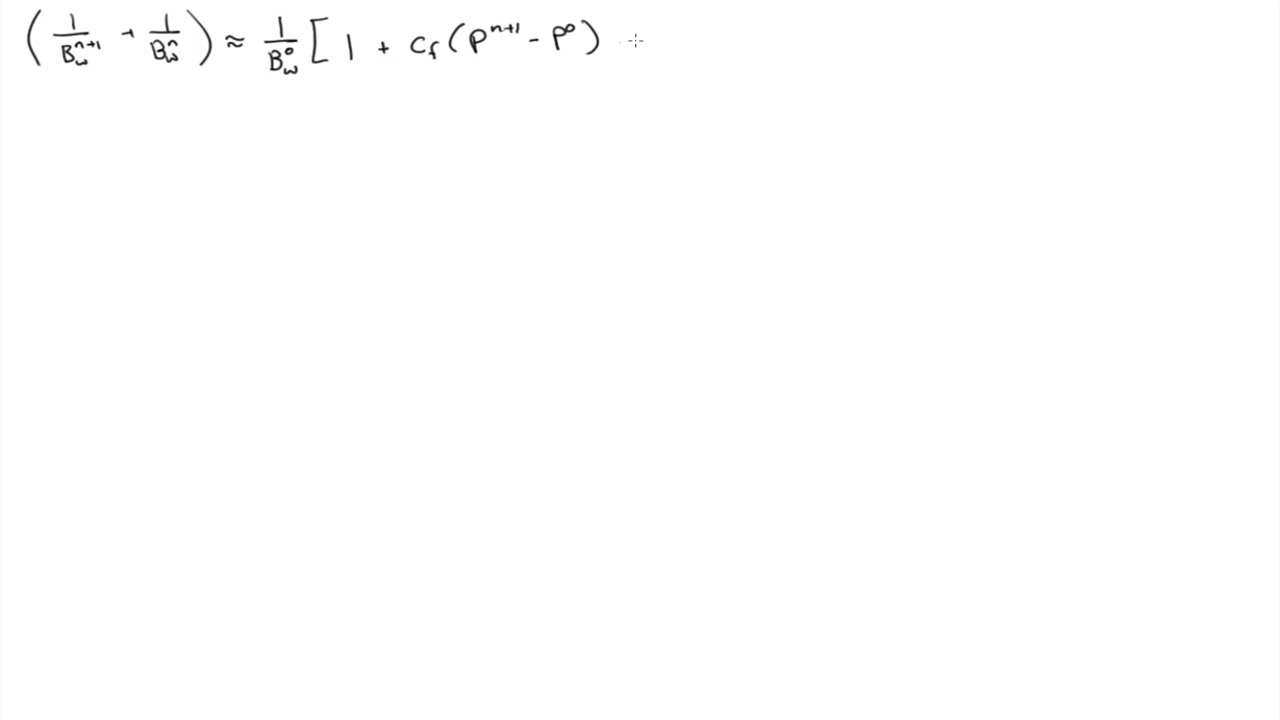 (1/B_w^{n+1} + 1/B_w^n) ≈ 1/B_w^o [ 1 + c_f (p^{n+1} - p^o)